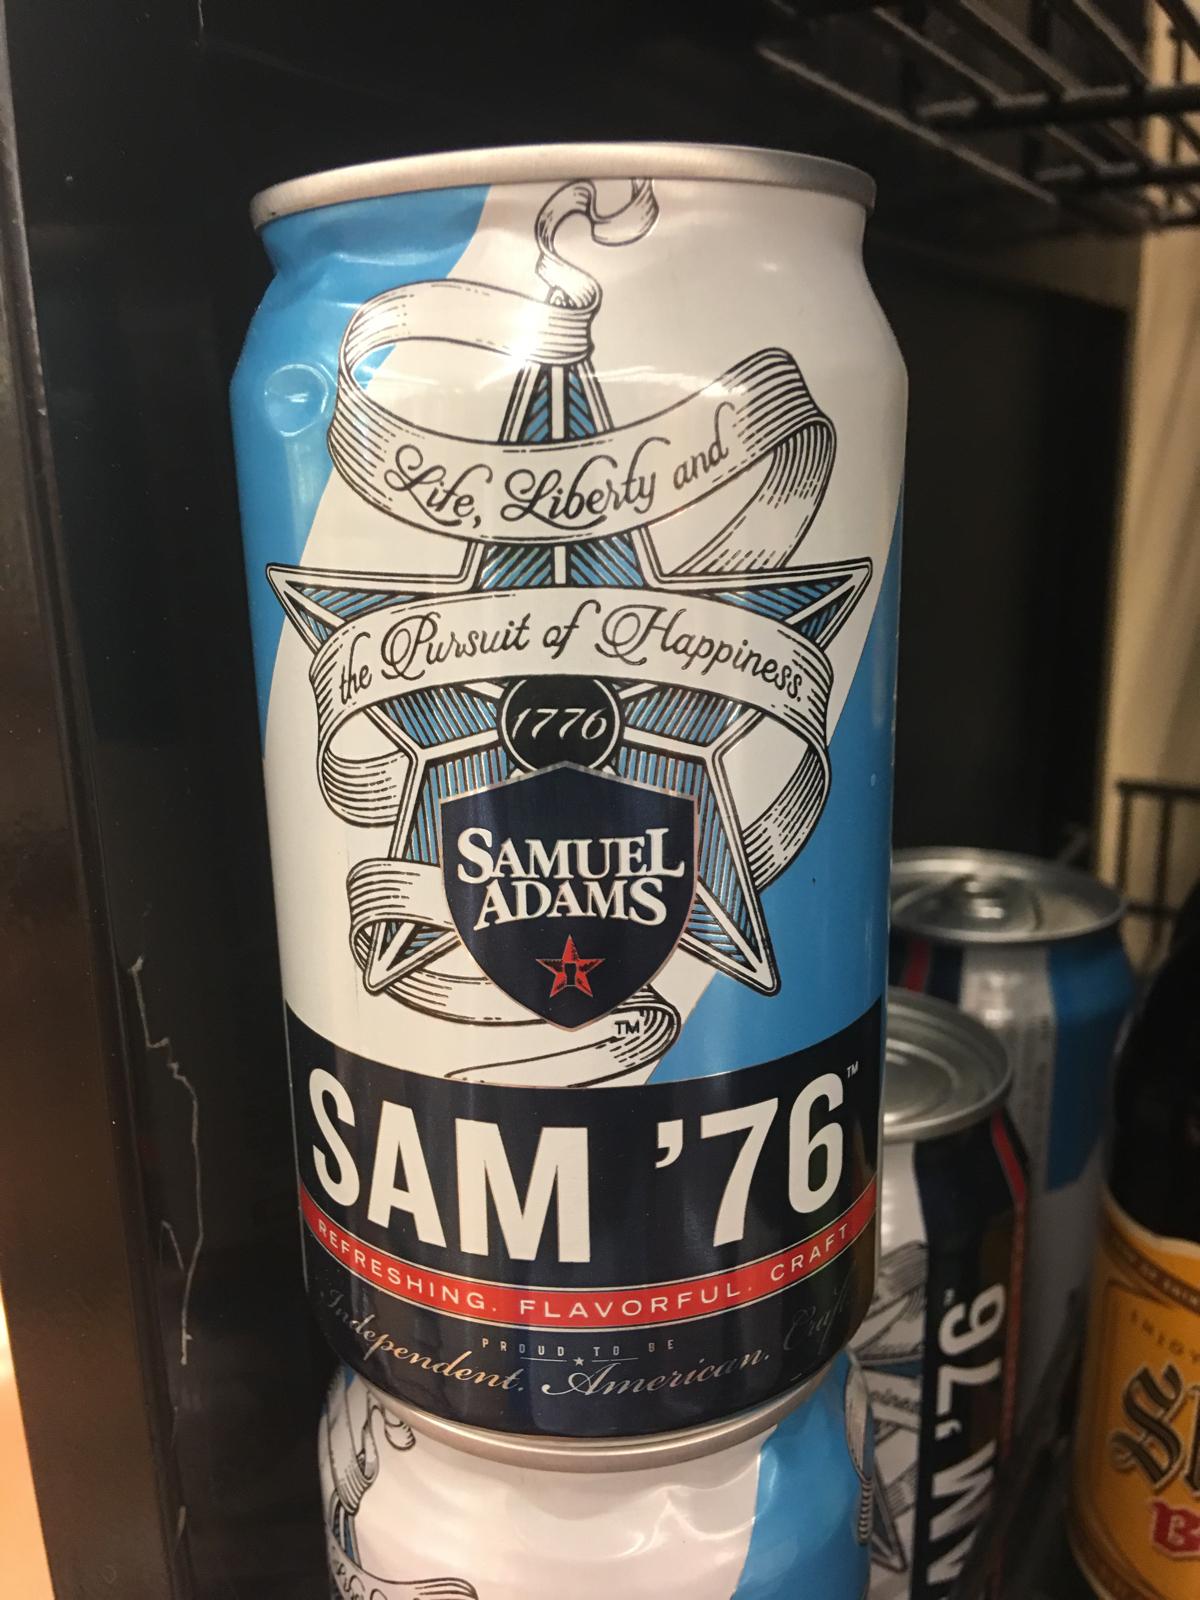 Life, Liberty and
the Pursuit of Happiness.
1776
SAMUEL
ADAMS
TM
SAM '76™
REFRESHING. FLAVORFUL. CRAFT.
PROUD TO BE
Independent. American. Craft
'76